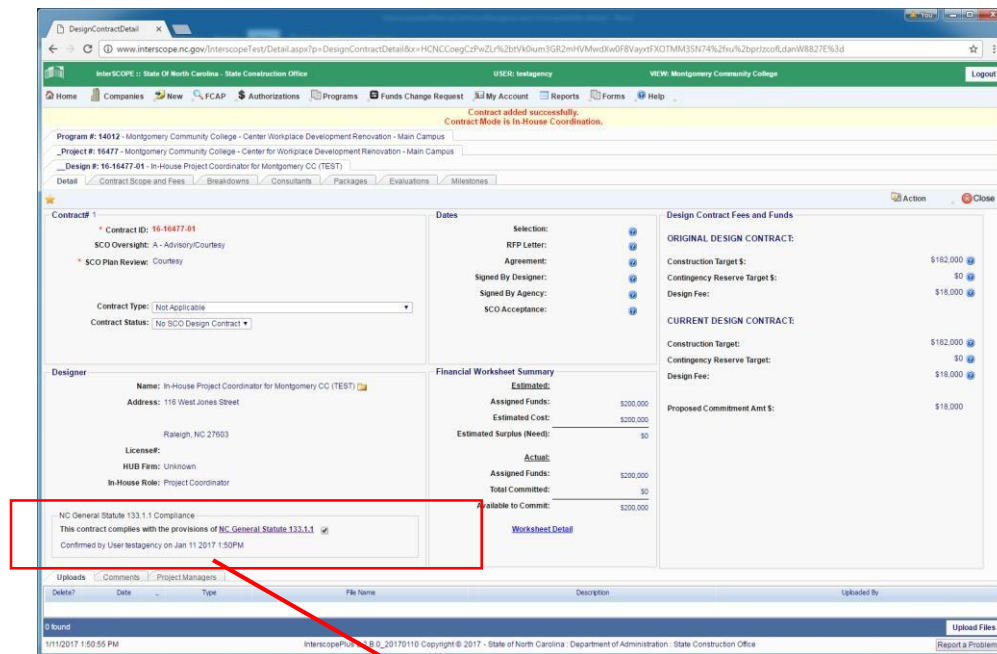 DesignContractDetail
You
www.interscope.nc.gov/InterscopeTest/Detail.aspx?p=DesignContractDetail&x=
InterSCOPE :: State Of North Carolina - State Construction Office USER: testagency VIEW: Montgomery Community College Logout
Home Companies New FCAP Authorizations Programs Funds Change Request My Account Reports Forms Help
Contract added successfully.
Contract Mode is In-House Coordination.
Program #: 14012 - Montgomery Community College - Center Workplace Development Renovation - Main Campus
_Project #: 16477 - Montgomery Community College - Center for Workplace Development Renovation - Main Campus
__Design #: 16-16477-01 - In-House Project Coordinator for Montgomery CC (TEST)
Detail Contract Scope and Fees Breakdowns Consultants Packages Evaluations Milestones
Action Close
Contract# 1
* Contract ID: 16-16477-01
SCO Oversight: A - Advisory/Courtesy
* SCO Plan Review: Courtesy
Contract Type: Not Applicable
Contract Status: No SCO Design Contract
Dates
Selection:
RFP Letter:
Agreement:
Signed By Designer:
Signed By Agency:
SCO Acceptance:
Design Contract Fees and Funds
ORIGINAL DESIGN CONTRACT:
Construction Target $: $182,000
Contingency Reserve Target $: $0
Design Fee: $18,000
CURRENT DESIGN CONTRACT:
Construction Target: $182,000
Contingency Reserve Target: $0
Design Fee: $18,000
Proposed Commitment Amt $: $18,000
Designer
Name: In-House Project Coordinator for Montgomery CC (TEST)
Address: 116 West Jones Street
Raleigh, NC 27603
License#:
HUB Firm: Unknown
In-House Role: Project Coordinator
Financial Worksheet Summary
Estimated:
Assigned Funds: $200,000
Estimated Cost: $200,000
Estimated Surplus (Need): $0
Actual:
Assigned Funds: $200,000
Total Committed: $0
Available to Commit: $200,000
Worksheet Detail
NC General Statute 133.1.1 Compliance
This contract complies with the provisions of NC General Statute 133.1.1
Confirmed by User testagency on Jan 11 2017 1:50PM
Uploads Comments Project Managers
Delete? Date Type File Name Description Uploaded By
0 found Upload Files
1/11/2017 1:50:55 PM InterscopePlus 2.8.0_20170110 Copyright © 2017 - State of North Carolina : Department of Administration : State Construction Office Report a Problem